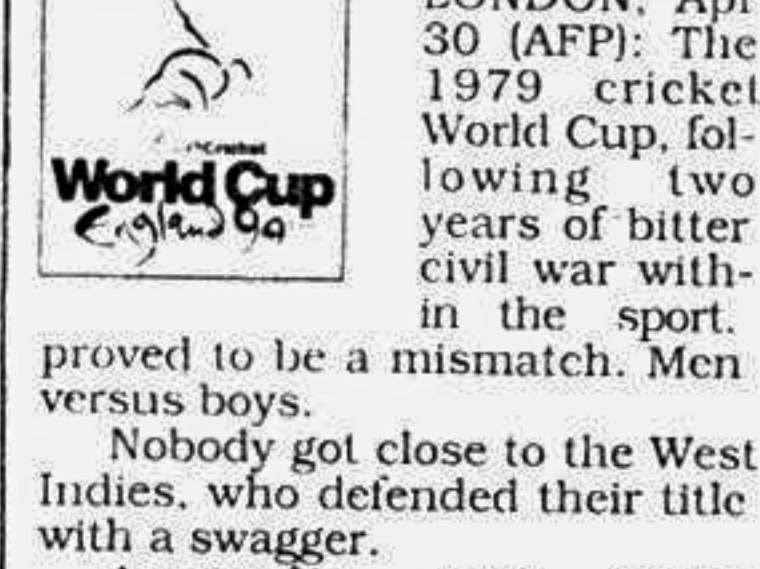 Cricket
World Cup
England 99
LONDON, Apr
30 (AFP): The
1979 cricket
World Cup, fol-
lowing two
years of bitter
civil war with-
in the sport,
proved to be a mismatch. Men
versus boys.
Nobody got close to the West
Indies, who defended their title
with a swagger.